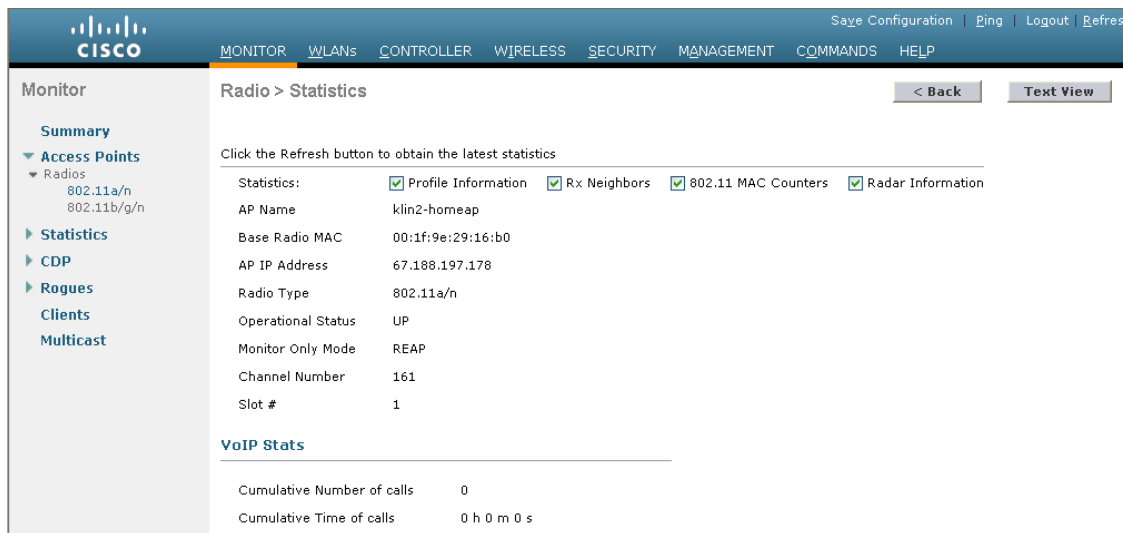 Save Configuration | Ping | Logout | Refres
CISCO
MONITOR WLANs CONTROLLER WIRELESS SECURITY MANAGEMENT COMMANDS HELP
Monitor
Summary
Access Points
Radios
802.11a/n
802.11b/g/n
Statistics
CDP
Rogues
Clients
Multicast
Radio > Statistics
< Back
Text View
Click the Refresh button to obtain the latest statistics
Statistics: Profile Information Rx Neighbors 802.11 MAC Counters Radar Information
AP Name klin2-homeap
Base Radio MAC 00:1f:9e:29:16:b0
AP IP Address 67.188.197.178
Radio Type 802.11a/n
Operational Status UP
Monitor Only Mode REAP
Channel Number 161
Slot # 1
VoIP Stats
Cumulative Number of calls 0
Cumulative Time of calls 0 h 0 m 0 s